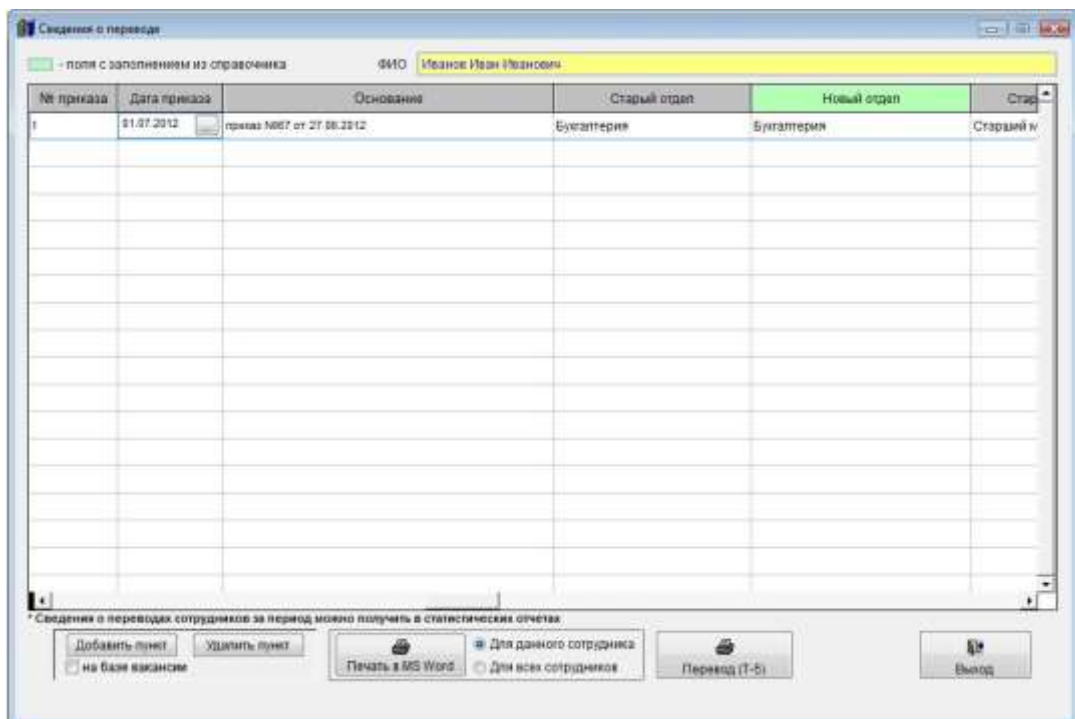 Сведения о переводе
- поля с заполнением из справочника ФИО Иванов Иван Иванович
№ приказа Дата приказа Основание Старый отдел Новый отдел Стар
1 01.07.2012 ... приказ №867 от 27.06.2012 Бухгалтерия Бухгалтерия Старший м
* Сведения о переводах сотрудников за период можно получить в статистических отчетах
Добавить пункт Удалить пункт
на базе вакансии
Печать в MS Word
Для данного сотрудника
Для всех сотрудников
Перевод (Т-5)
Выход